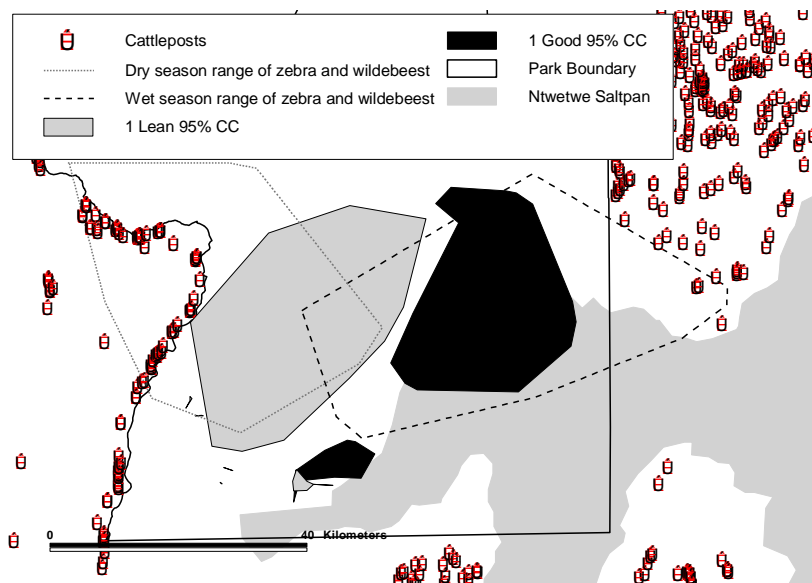 Cattleposts
Dry season range of zebra and wildebeest
Wet season range of zebra and wildebeest
1 Lean 95% CC
1 Good 95% CC
Park Boundary
Ntwetwe Saltpan
0 40 Kilometers